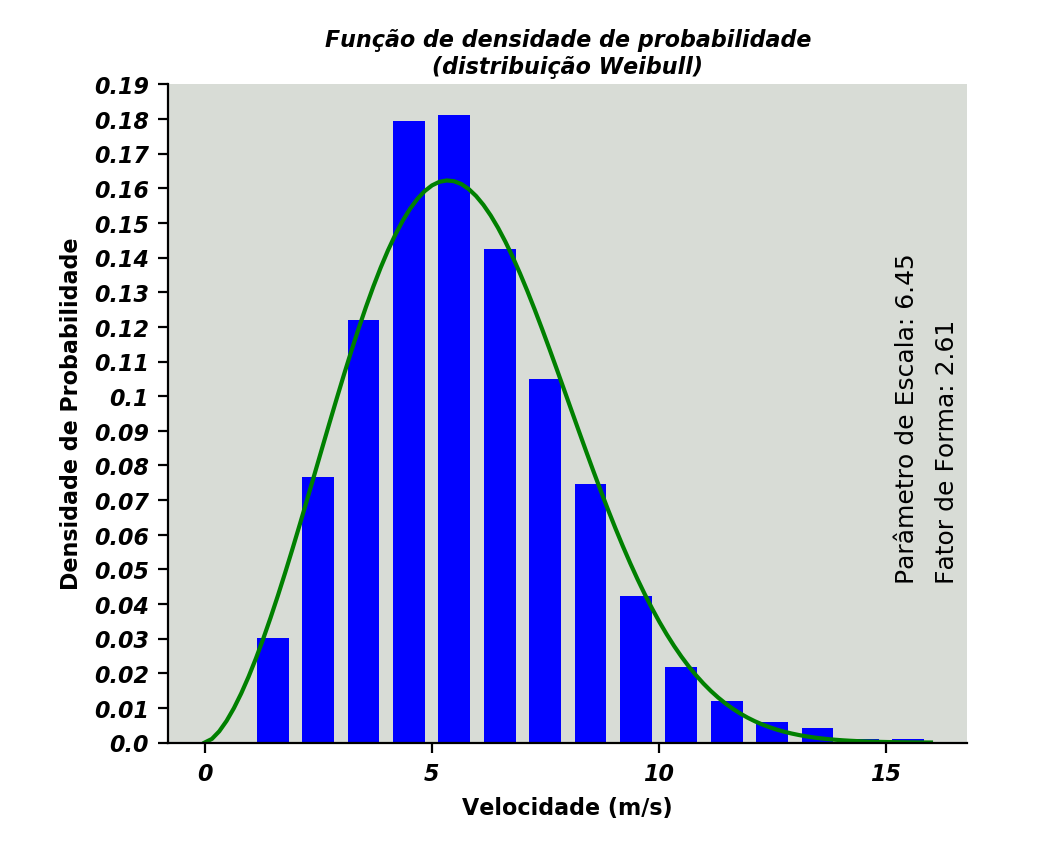 Função de densidade de probabilidade
(distribuição Weibull)
Densidade de Probabilidade
0.19
0.18
0.17
0.16
0.15
0.14
0.13
0.12
0.11
0.1
0.09
0.08
0.07
0.06
0.05
0.04
0.03
0.02
0.01
0.0
Parâmetro de Escala: 6.45
Fator de Forma: 2.61
0 5 10 15
Velocidade (m/s)